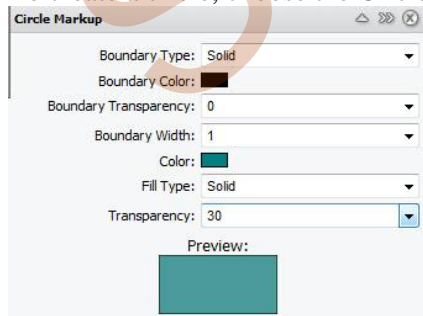 Circle Markup
Boundary Type: Solid
Boundary Color:
Boundary Transparency: 0
Boundary Width: 1
Color:
Fill Type: Solid
Transparency: 30
Preview: